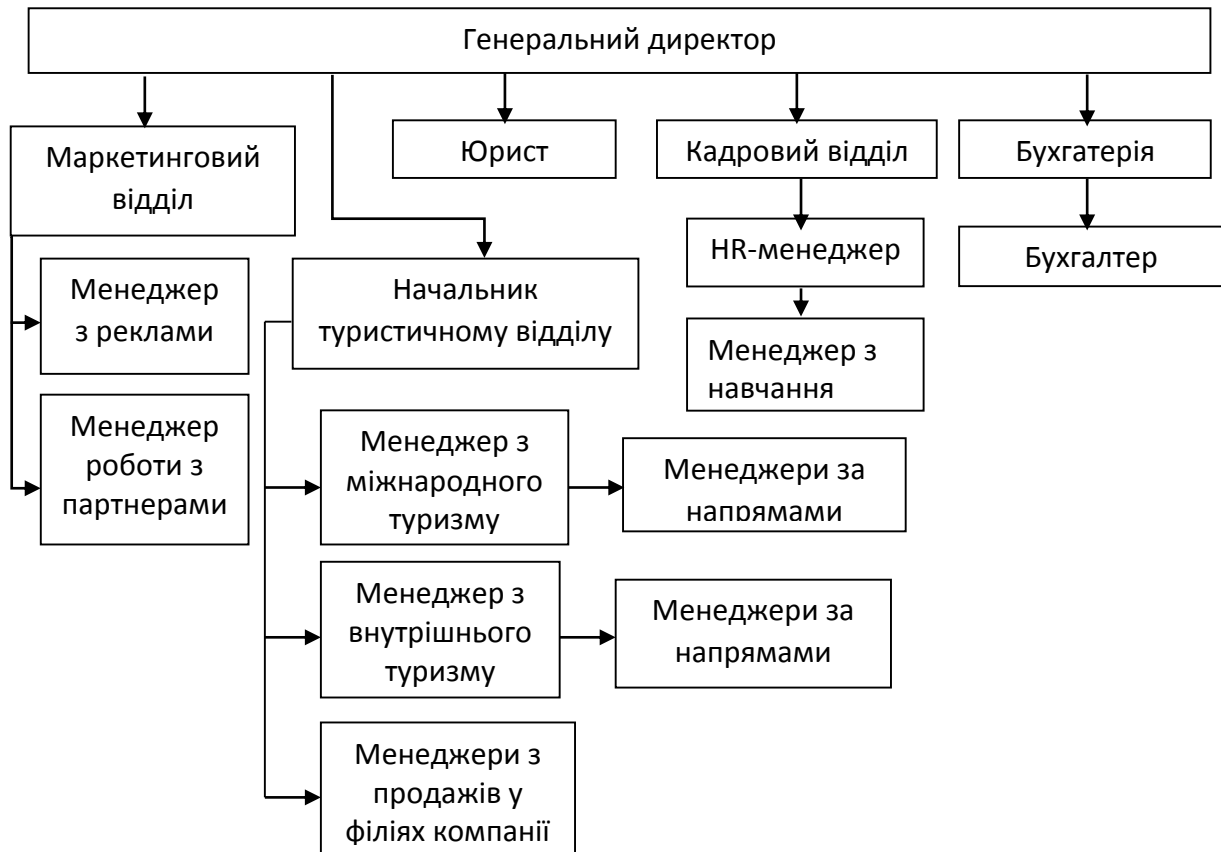 Генеральний директор
Маркетинговий
відділ
Юрист
Кадровий відділ
Бухгатерія
HR-менеджер
Бухгалтер
Менеджер
з реклами
Начальник
туристичному відділу
Менеджер з
навчання
Менеджер
роботи з
партнерами
Менеджер з
міжнародного
туризму
Менеджери за
напрямами
Менеджер з
внутрішнього
туризму
Менеджери за
напрямами
Менеджери з
продажів у
філіях компанії